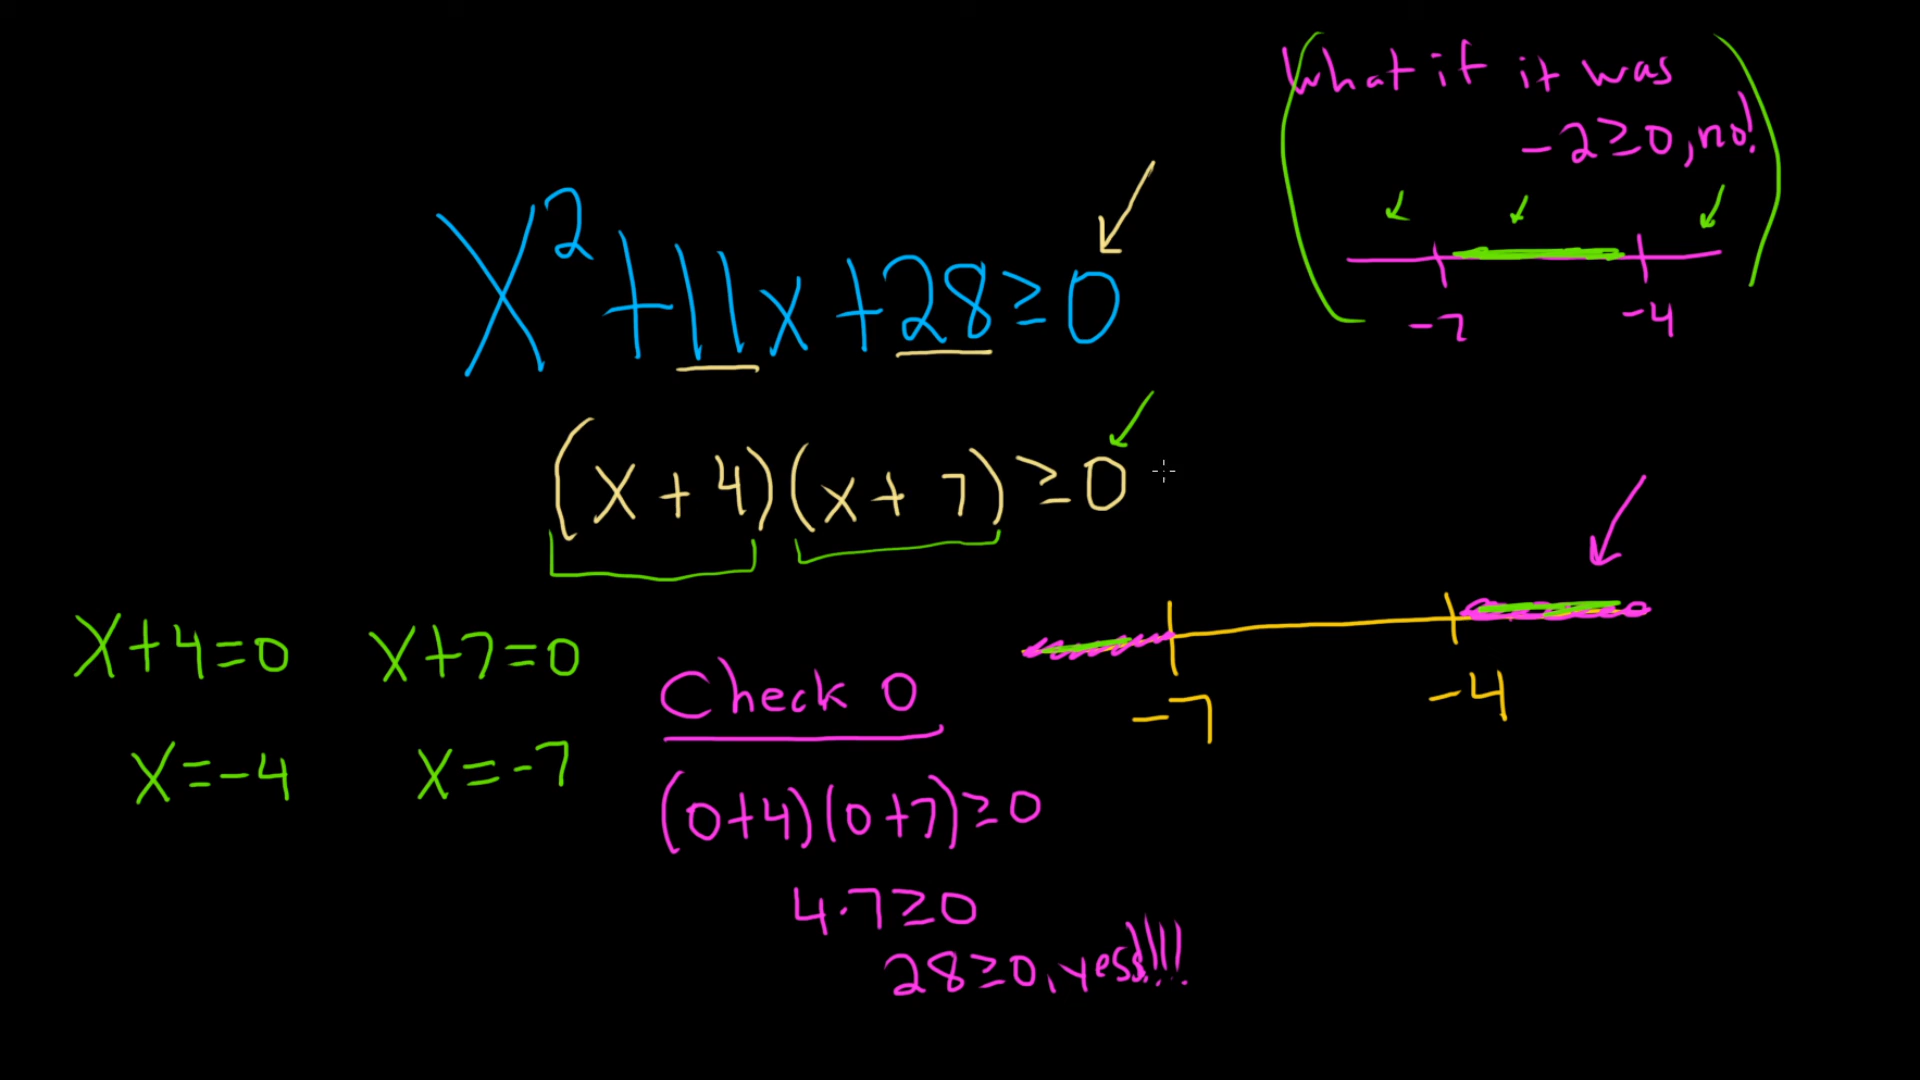 What if it was
-2≥0, no!
-7 -4
x²+11x+28≥0
(x+4)(x+7)≥0
x+4=0 x+7=0
x=-4 x=-7
-7 -4
Check 0
(0+4)(0+7)≥0
4·7≥0
28≥0, yes!!!!